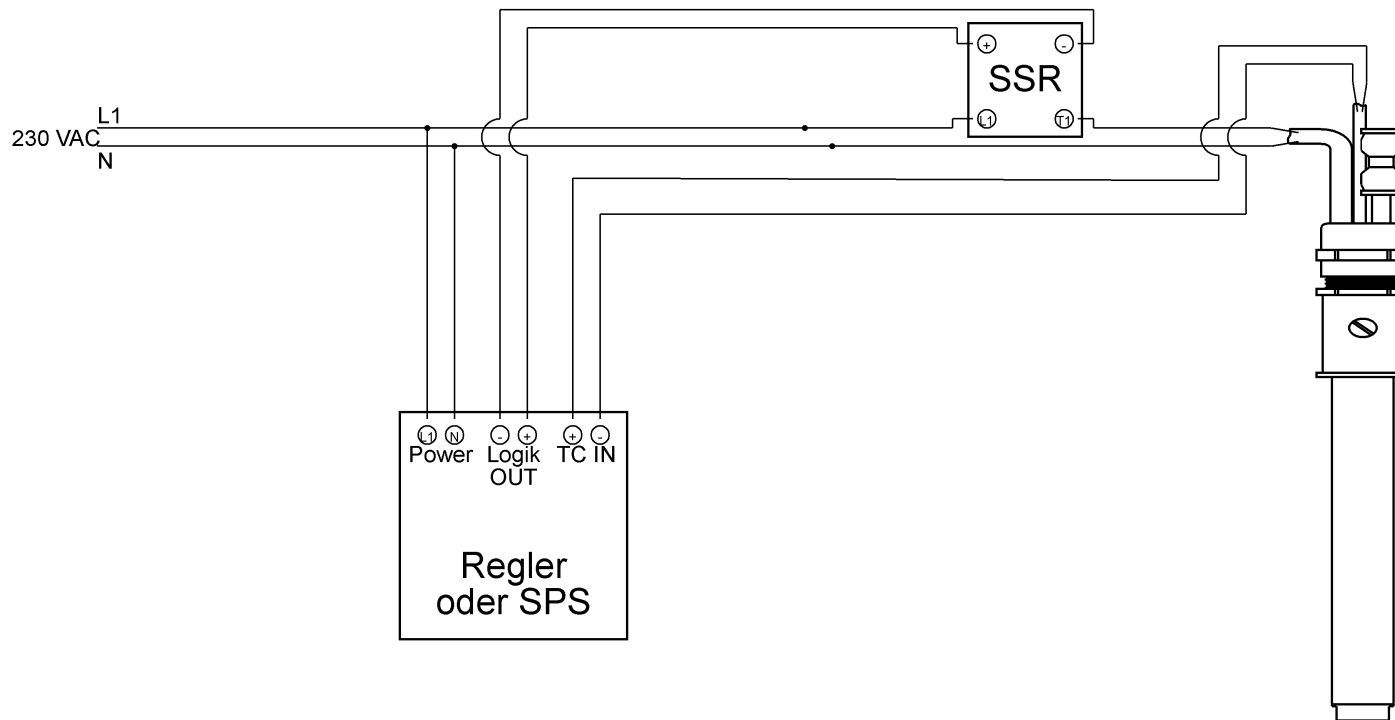 + -
SSR
L1 T1
L1
230 VAC
N
L1 N - + + -
Power Logik TC IN
OUT
Regler
oder SPS